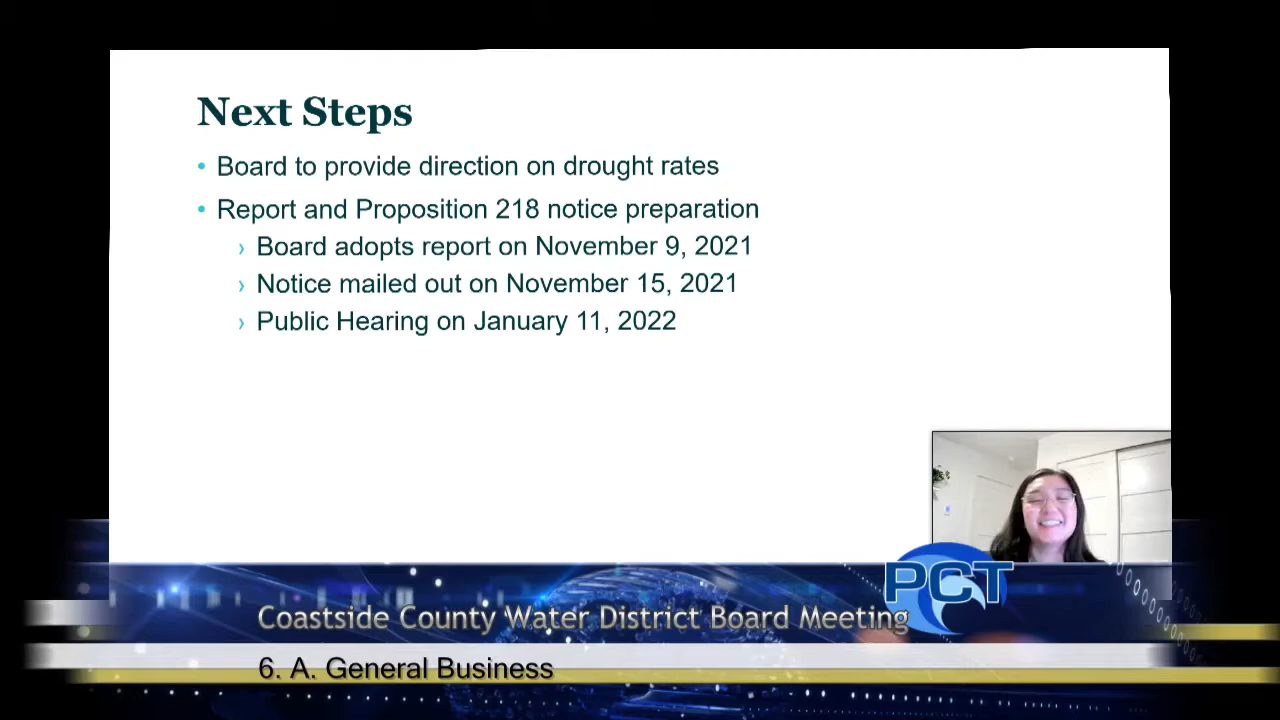 Next Steps
• Board to provide direction on drought rates
• Report and Proposition 218 notice preparation
› Board adopts report on November 9, 2021
› Notice mailed out on November 15, 2021
› Public Hearing on January 11, 2022
PCT
Coastside County Water District Board Meeting
6. A. General Business